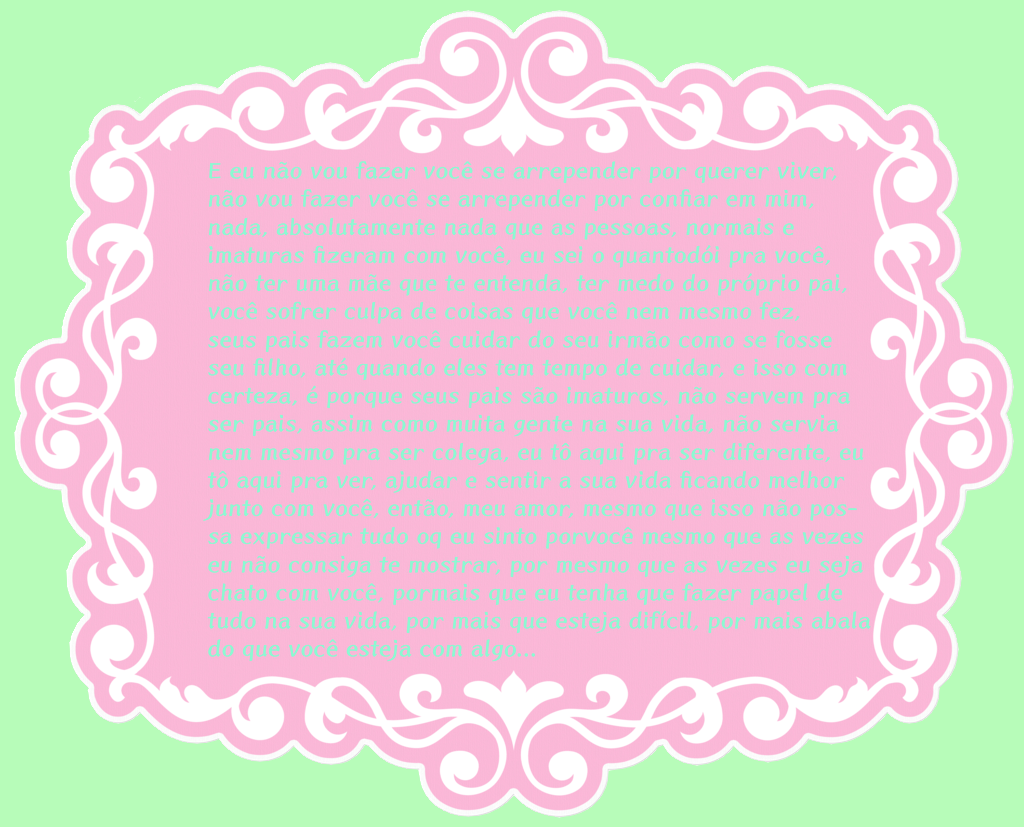 E eu não vou fazer você se arrepender por querer viver;
não vou fazer você se arrepender por confiar em mim,
nada, absolutamente nada que as pessoas, normais e
imaturas fizeram com você, eu sei o quantodói pra você,
não ter uma mãe que te entenda, ter medo do próprio pai,
você sofrer culpa de coisas que você nem mesmo fez,
seus pais fazem você cuidar do seu irmão como se fosse
seu filho, até quando eles tem tempo de cuidar, e isso com
certeza, é porque seus pais são imaturos, não servem pra
ser pais, assim como muita gente na sua vida, não servia
nem mesmo pra ser colega, eu tô aqui pra ser diferente, eu
tô aqui pra ver, ajudar e sentir a sua vida ficando melhor
junto com você, então, meu amor; mesmo que isso não pos-
sa expressar tudo oq eu sinto porvocê mesmo que as vezes
eu não consiga te mostrar; por mesmo que as vezes eu seja
chato com você, pormais que eu tenha que fazer papel de
tudo na sua vida, por mais que esteja difícil, por mais abala
do que você esteja com algo...